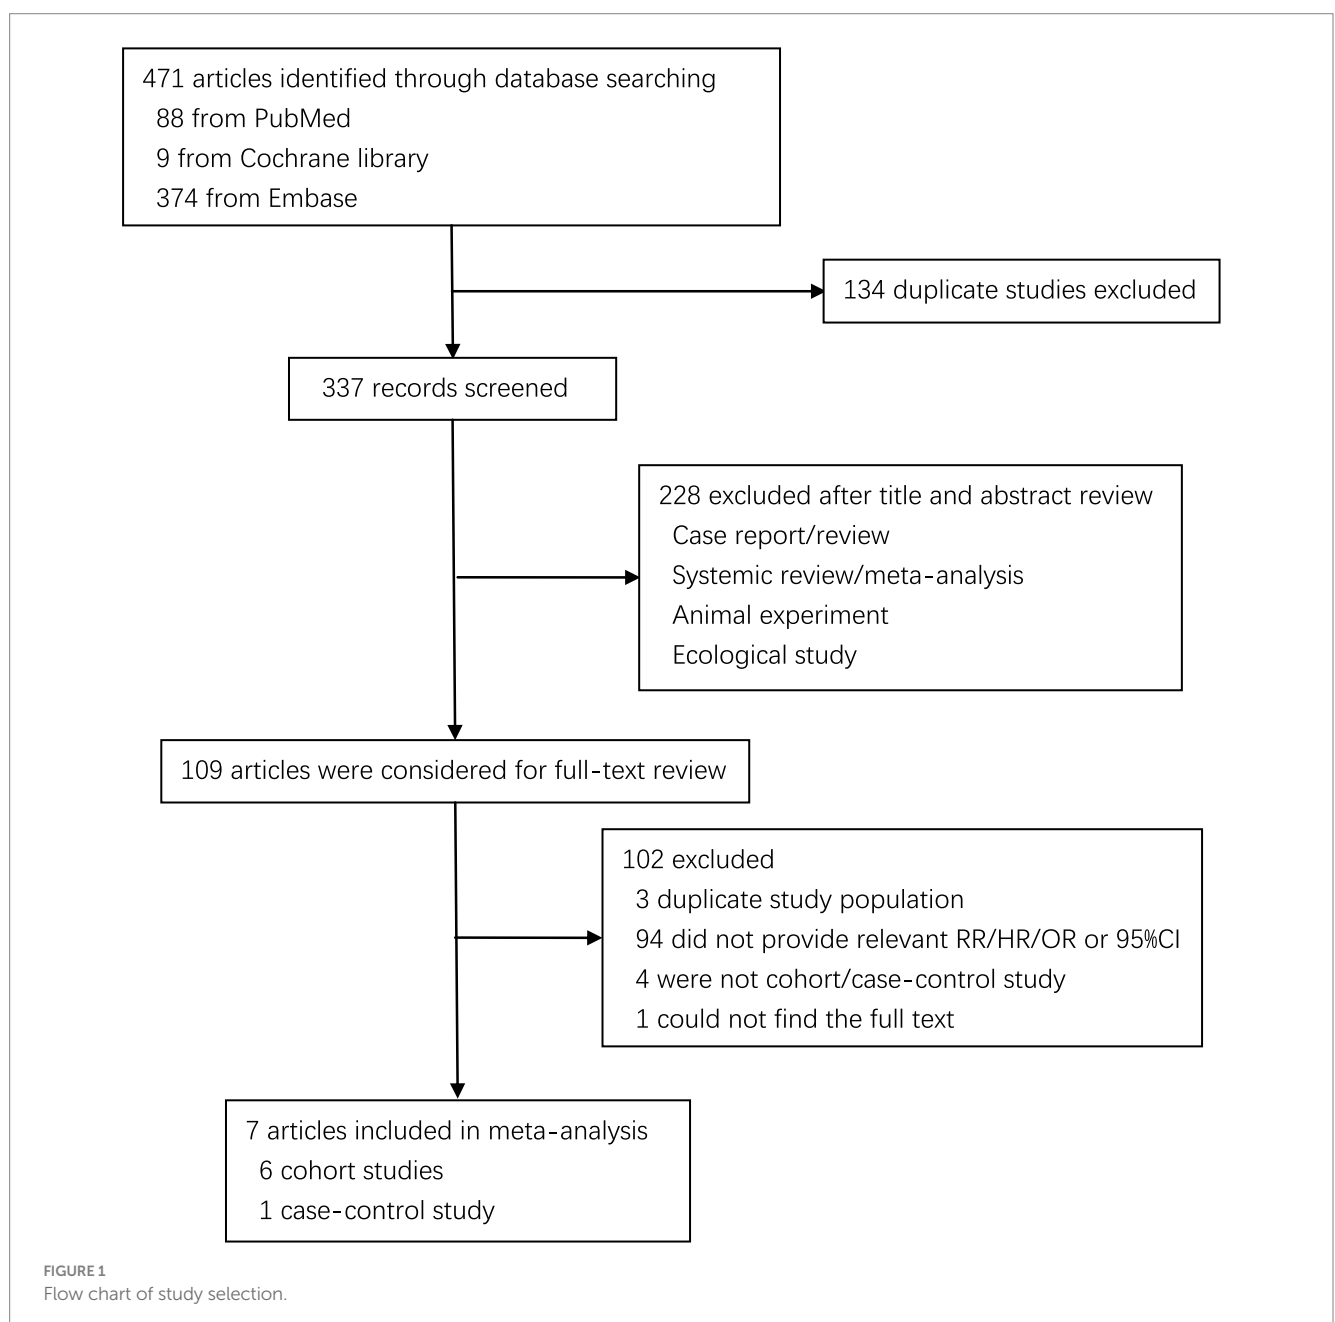 471 articles identified through database searching
88 from PubMed
9 from Cochrane library
374 from Embase
134 duplicate studies excluded
337 records screened
228 excluded after title and abstract review
Case report/review
Systemic review/meta-analysis
Animal experiment
Ecological study
109 articles were considered for full-text review
102 excluded
3 duplicate study population
94 did not provide relevant RR/HR/OR or 95%CI
4 were not cohort/case-control study
1 could not find the full text
7 articles included in meta-analysis
6 cohort studies
1 case-control study
FIGURE 1
Flow chart of study selection.